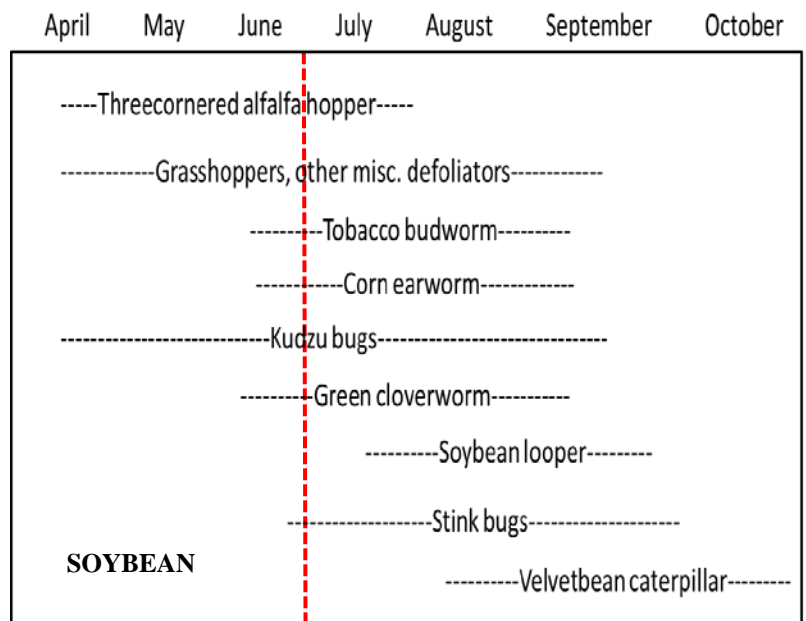 April May June July August September October
-----Threecornered alfalfa hopper-----
-------------Grasshoppers, other misc. defoliators-------------
----------Tobacco budworm----------
------------Corn earworm-------------
-----------------------------Kudzu bugs--------------------------------
----------Green cloverworm-----------
----------Soybean looper---------
--------------------Stink bugs---------------------
SOYBEAN
----------Velvetbean caterpillar---------